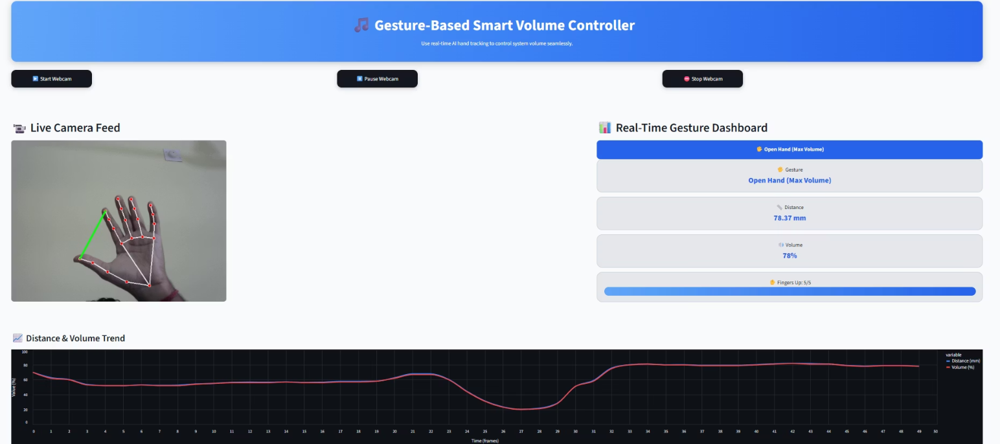 Gesture-Based Smart Volume Controller
Use real-time AI hand tracking to control system volume seamlessly.
Start Webcam
Pause Webcam
Stop Webcam
Live Camera Feed
Real-Time Gesture Dashboard
Open Hand (Max Volume)
Gesture
Open Hand (Max Volume)
Distance
78.37 mm
Volume
78%
Fingers Up: 5/5
Distance & Volume Trend
variable
Distance (mm)
Volume (%)
Value (%)
100
80
60
40
20
0
0 1 2 3 4 5 6 7 8 9 10 11 12 13 14 15 16 17 18 19 20 21 22 23 24 25 26 27 28 29 30 31 32 33 34 35 36 37 38 39 40 41 42 43 44 45 46 47 48 49 50
Time (frames)